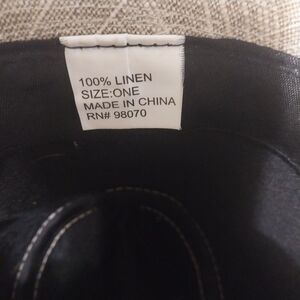 100% LINEN
SIZE:ONE
MADE IN CHINA
RN# 98070